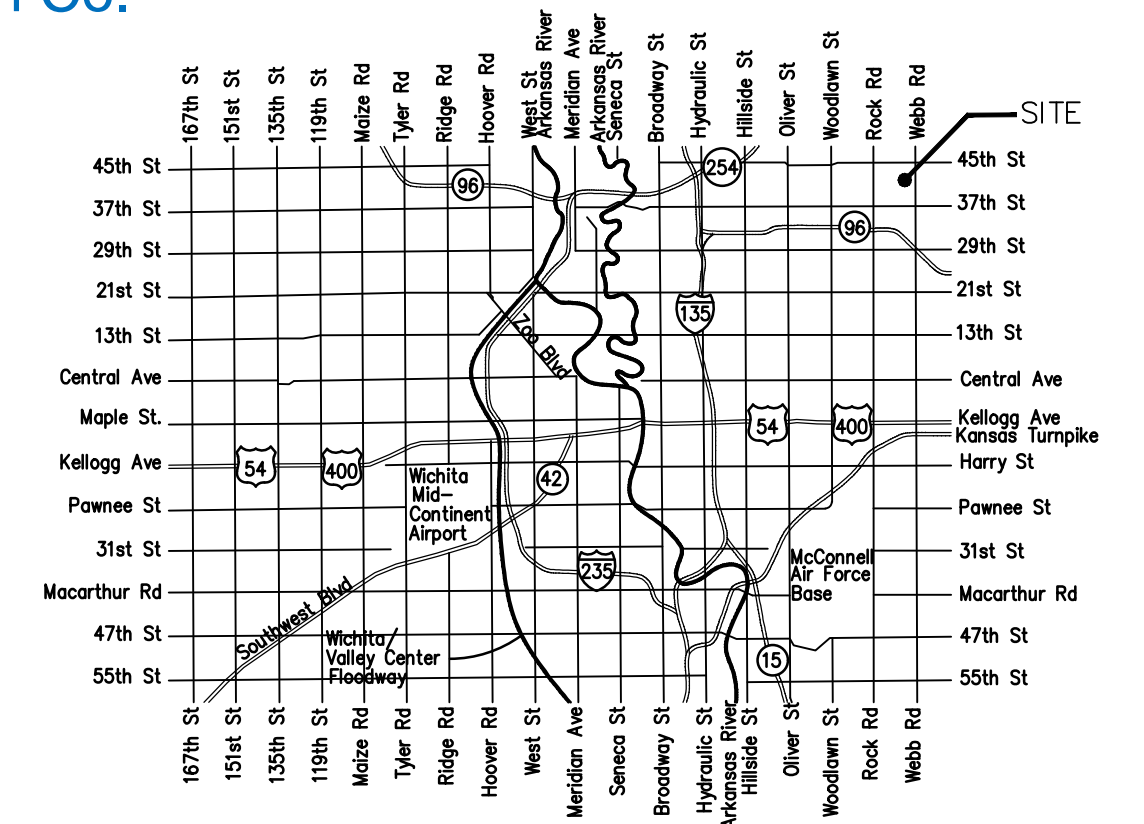 167th St
151st St
135th St
119th St
Maize Rd
Tyler Rd
Ridge Rd
Hoover Rd
West St
Arkansas River
Meridian Ave
Arkansas River
Seneca St
Broadway St
Hydraulic St
Hillside St
Oliver St
Woodlawn St
Rock Rd
Webb Rd
SITE
45th St
254
45th St
96
37th St
37th St
96
29th St
29th St
21st St
21st St
135
13th St
Zoo Blvd
13th St
Central Ave
Central Ave
Maple St.
54
400
Kellogg Ave
Kansas Turnpike
Kellogg Ave
54
400
Harry St
Wichita
Mid-
Continent
Airport
42
Pawnee St
Pawnee St
31st St
31st St
235
McConnell
Air Force
Base
Macarthur Rd
Macarthur Rd
Southwest Blvd
47th St
47th St
Wichita/
Valley Center
Floodway
15
55th St
55th St
167th St
151st St
135th St
119th St
Maize Rd
Tyler Rd
Ridge Rd
Hoover Rd
West St
Meridian Ave
Seneca St
Broadway St
Hydraulic St
Arkansas River
Hillside St
Oliver St
Woodlawn St
Rock Rd
Webb Rd